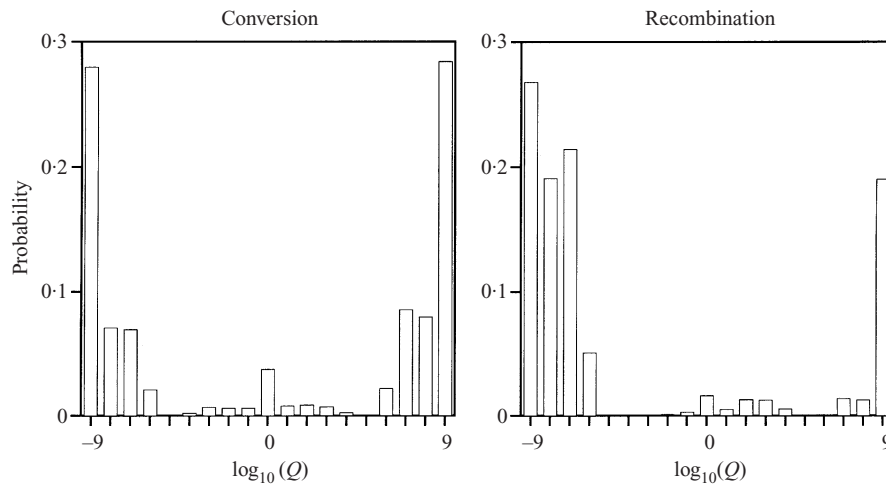 Conversion
Recombination
Probability
0·3
0·2
0·1
0
–9
0
9
log10 (Q)
0·3
0·2
0·1
0
–9
0
9
log10 (Q)